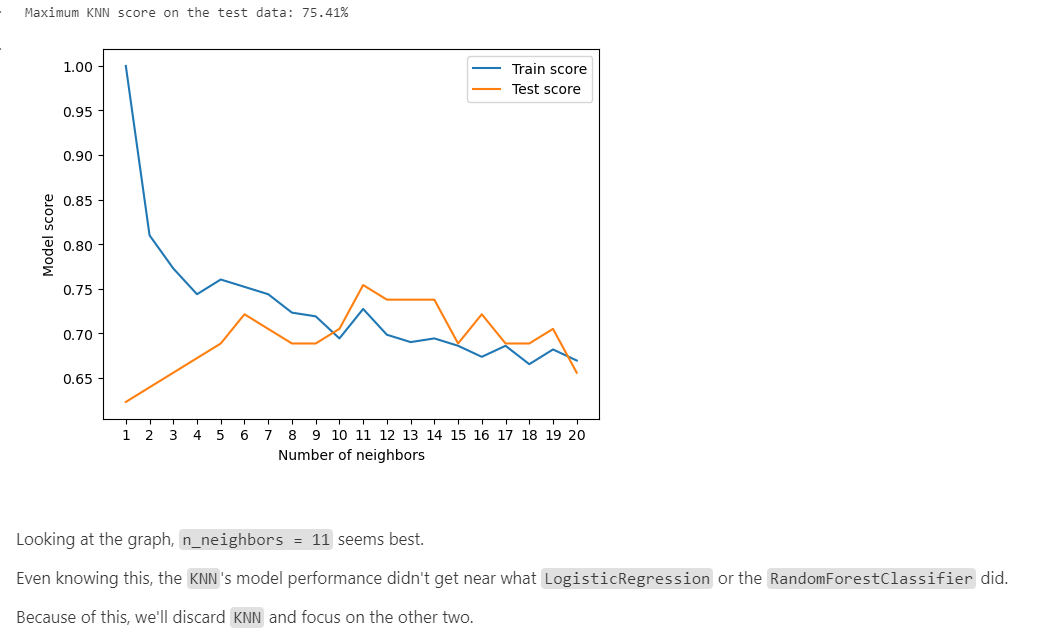 Maximum KNN score on the test data: 75.41%
Train score
Test score
1.00
0.95
0.90
0.85
0.80
0.75
0.70
0.65
Model score
1 2 3 4 5 6 7 8 9 10 11 12 13 14 15 16 17 18 19 20
Number of neighbors
Looking at the graph, n_neighbors = 11 seems best.
Even knowing this, the KNN's model performance didn't get near what LogisticRegression or the RandomForestClassifier did.
Because of this, we'll discard KNN and focus on the other two.